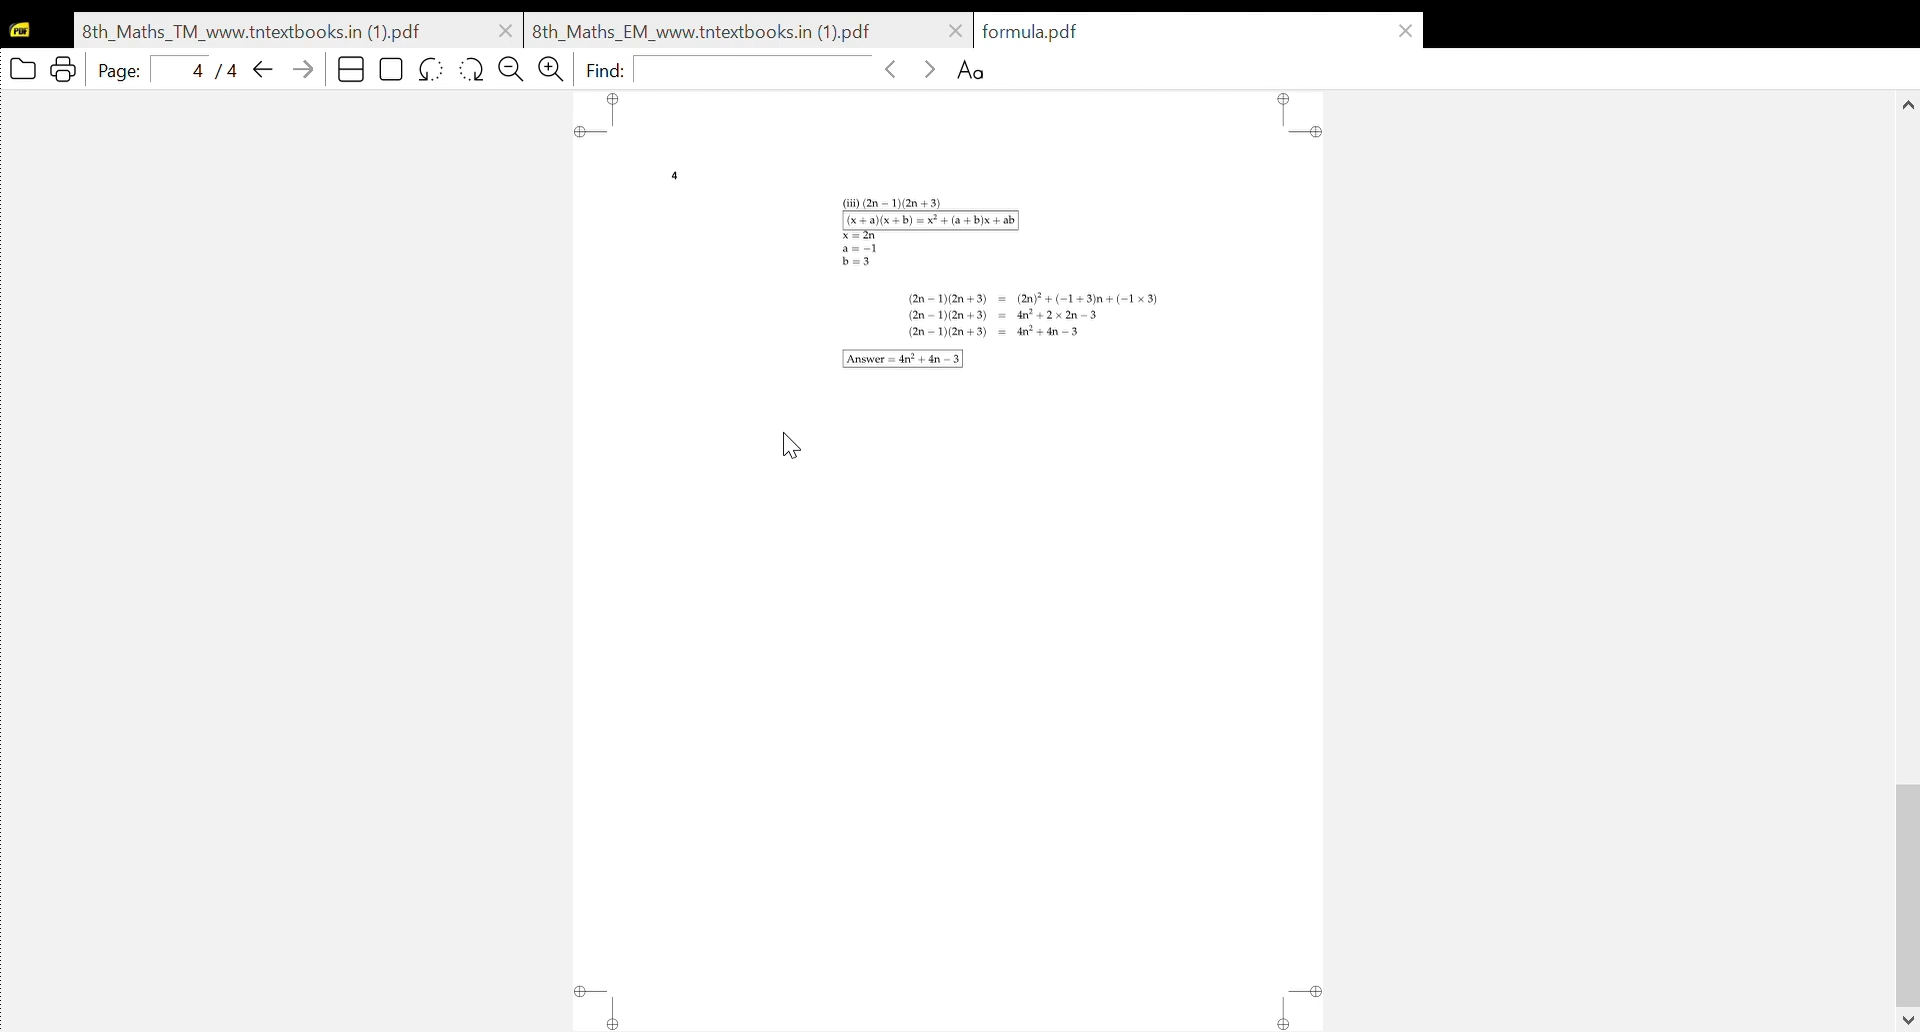 PDF
8th_Maths_TM_www.tntextbooks.in (1).pdf
8th_Maths_EM_www.tntextbooks.in (1).pdf
formula.pdf
Page: 4 / 4
Find:
Aa
4
(iii) (2n − 1)(2n + 3)
(x + a)(x + b) = x² + (a + b)x + ab
x = 2n
a = −1
b = 3
(2n − 1)(2n + 3) = (2n)² + (−1 + 3)n + (−1 × 3)
(2n − 1)(2n + 3) = 4n² + 2 × 2n − 3
(2n − 1)(2n + 3) = 4n² + 4n − 3
Answer = 4n² + 4n − 3